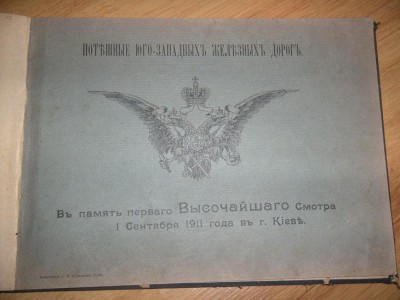 Потѣшные Юго-Западныхъ Желѣзныхъ Дорогъ
Въ память перваго Высочайшаго Смотра
1 Сентября 1911 года въ г. Кіевѣ.